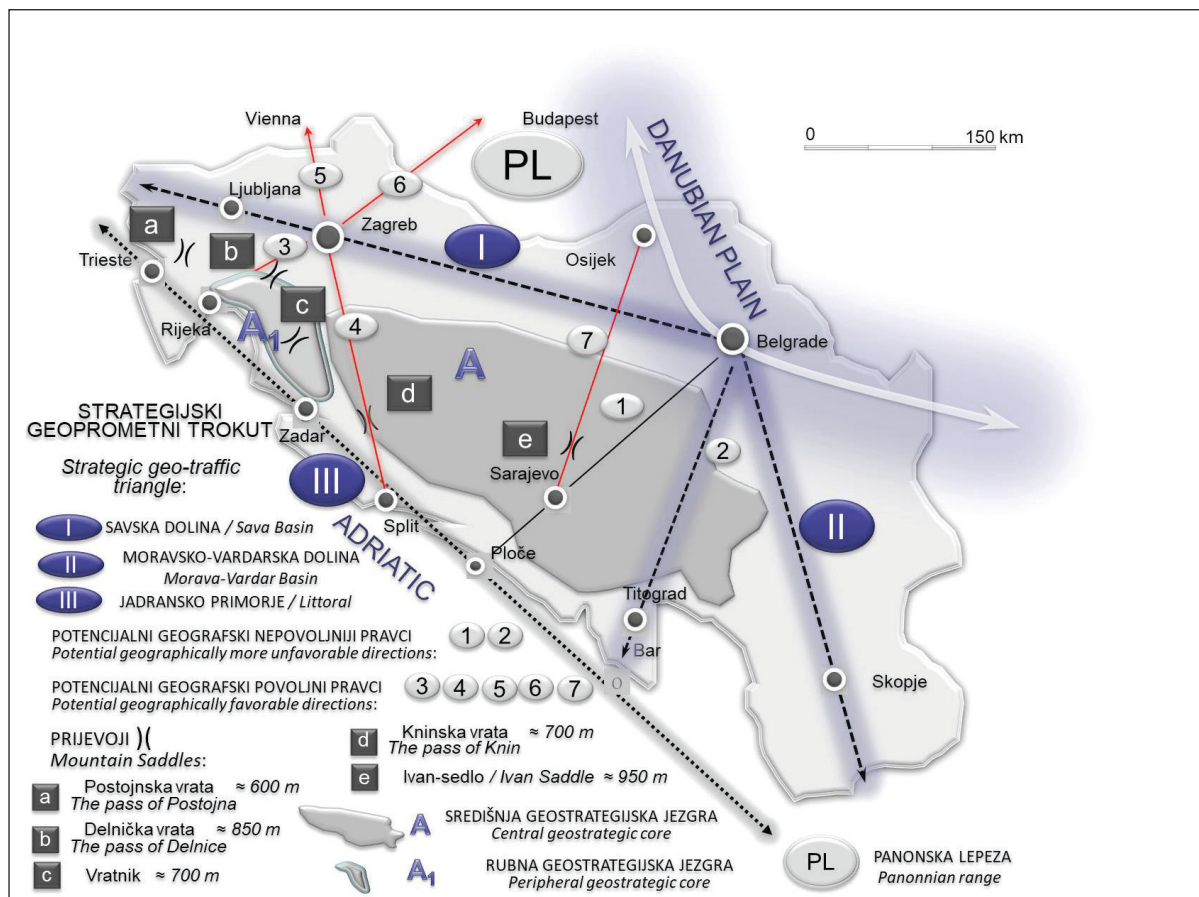 0 150 km
Vienna
Budapest
PL
DANUBIAN PLAIN
5
6
Ljubljana
a
Zagreb
b
3
I
Osijek
Trieste
c
Rijeka
A1
4
A
7
Belgrade
d
1
STRATEGIJSKI
GEOPROMETNI TROKUT
Zadar
e
2
Sarajevo
Strategic geo-traffic
triangle:
III
II
Split
I SAVSKA DOLINA / Sava Basin
ADRIATIC
Ploče
II MORAVSKO-VARDARSKA DOLINA
Morava-Vardar Basin
III JADRANSKO PRIMORJE / Littoral
Titograd
Bar
O
Skopje
POTENCIJALNI GEOGRAFSKI NEPOVOLJNIJI PRAVCI 1 2
Potential geographically more unfavorable directions:
POTENCIJALNI GEOGRAFSKI POVOLJNI PRAVCI 3 4 5 6 7
Potential geographically favorable directions:
PRIJEVOJI )(
Mountain Saddles:
a Postojnska vrata ≈ 600 m
The pass of Postojna
b Delnička vrata ≈ 850 m
The pass of Delnice
c Vratnik ≈ 700 m
d Kninska vrata ≈ 700 m
The pass of Knin
e Ivan-sedlo / Ivan Saddle ≈ 950 m
A SREDIŠNJA GEOSTRATEGIJSKA JEZGRA
Central geostrategic core
A1 RUBNA GEOSTRATEGIJSKA JEZGRA
Peripheral geostrategic core
PL PANONSKA LEPEZA
Panonnian range